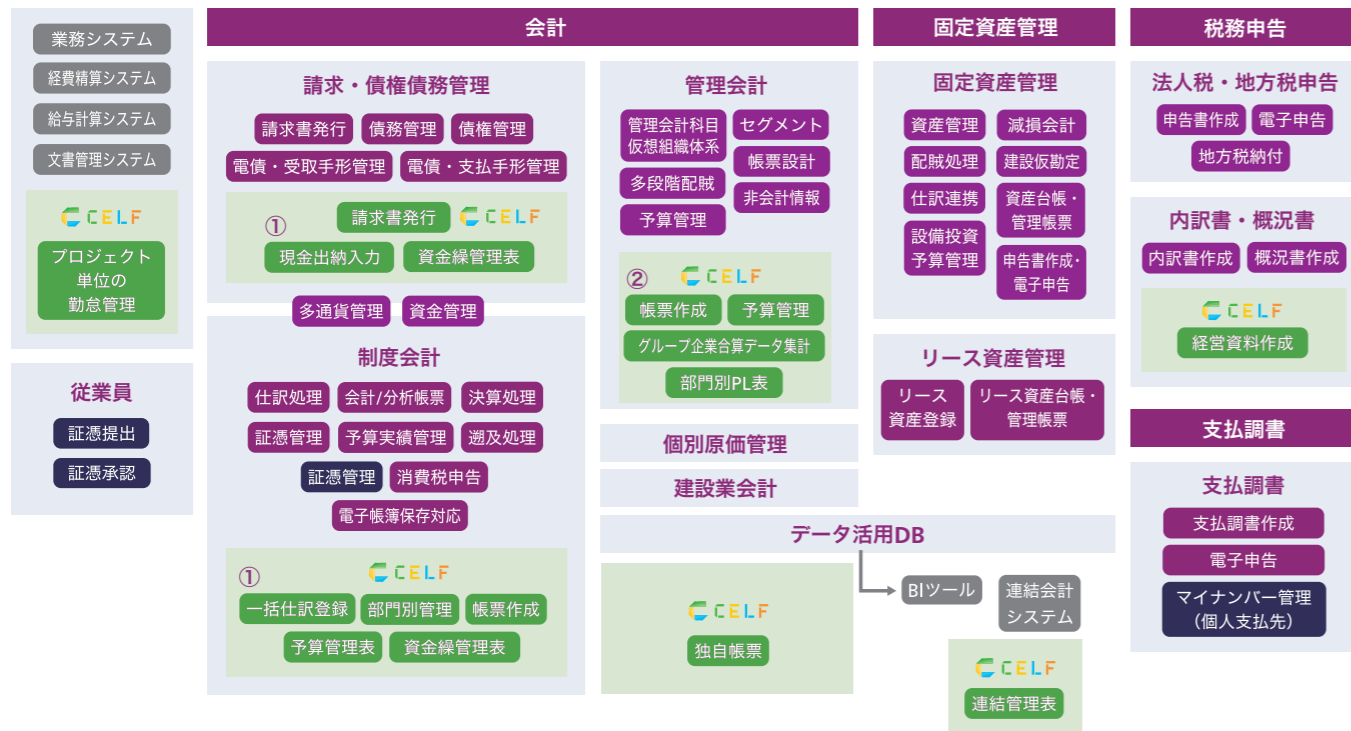 業務システム
経費精算システム
給与計算システム
文書管理システム
CELF
プロジェクト
単位の
勤怠管理
従業員
証憑提出
証憑承認
会計
請求・債権債務管理
請求書発行
債務管理
債権管理
電債・受取手形管理
電債・支払手形管理
①
請求書発行
CELF
現金出納入力
資金繰管理表
多通貨管理
資金管理
制度会計
仕訳処理
会計/分析帳票
決算処理
証憑管理
予算実績管理
遡及処理
証憑管理
消費税申告
電子帳簿保存対応
①
CELF
一括仕訳登録
部門別管理
帳票作成
予算管理表
資金繰管理表
管理会計
管理会計科目
仮想組織体系
セグメント
帳票設計
多段階配賦
非会計情報
予算管理
②
CELF
帳票作成
予算管理
グループ企業合算データ集計
部門別PL表
個別原価管理
建設業会計
データ活用DB
CELF
独自帳票
BIツール
連結会計
システム
CELF
連結管理表
固定資産管理
固定資産管理
資産管理
減損会計
配賦処理
建設仮勘定
仕訳連携
資産台帳・
管理帳票
設備投資
予算管理
申告書作成・
電子申告
リース資産管理
リース
資産登録
リース資産台帳・
管理帳票
税務申告
法人税・地方税申告
申告書作成
電子申告
地方税納付
内訳書・概況書
内訳書作成
概況書作成
CELF
経営資料作成
支払調書
支払調書
支払調書作成
電子申告
マイナンバー管理
（個人支払先）